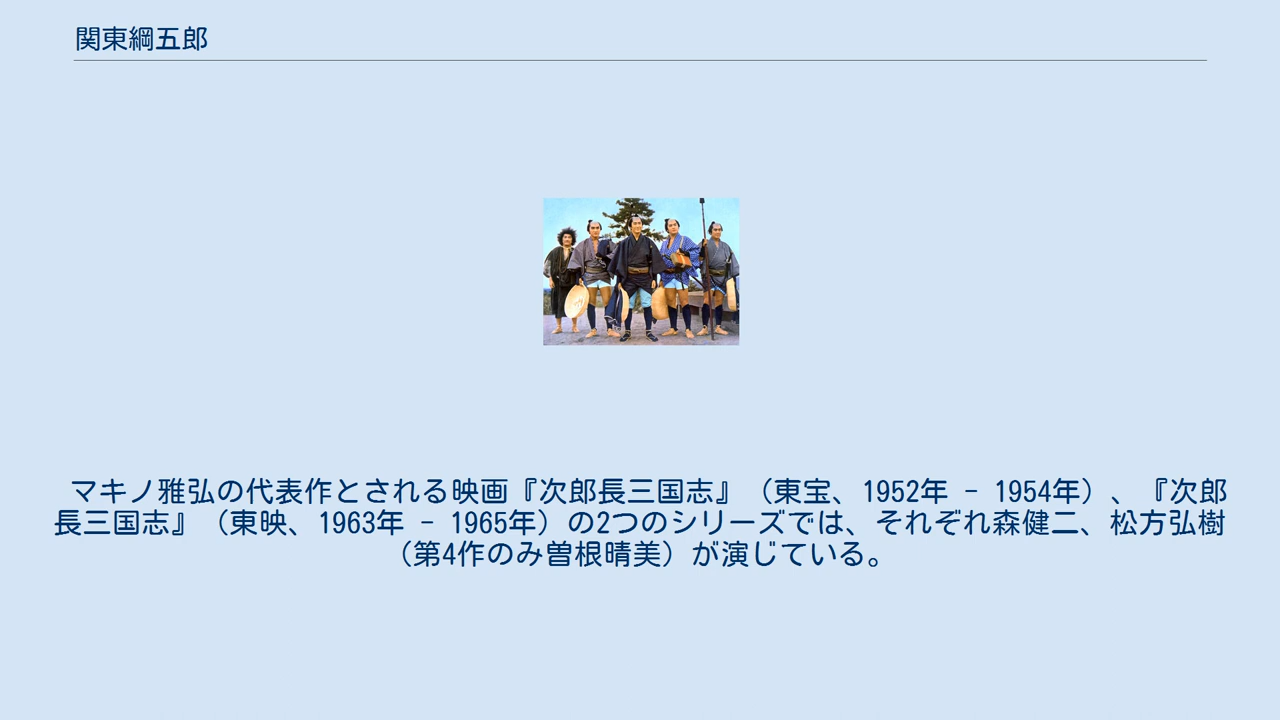 関東綱五郎
マキノ雅弘の代表作とされる映画『次郎長三国志』（東宝、1952年 - 1954年）、『次郎
長三国志』（東映、1963年 - 1965年）の2つのシリーズでは、それぞれ森健二、松方弘樹
（第4作のみ曽根晴美）が演じている。